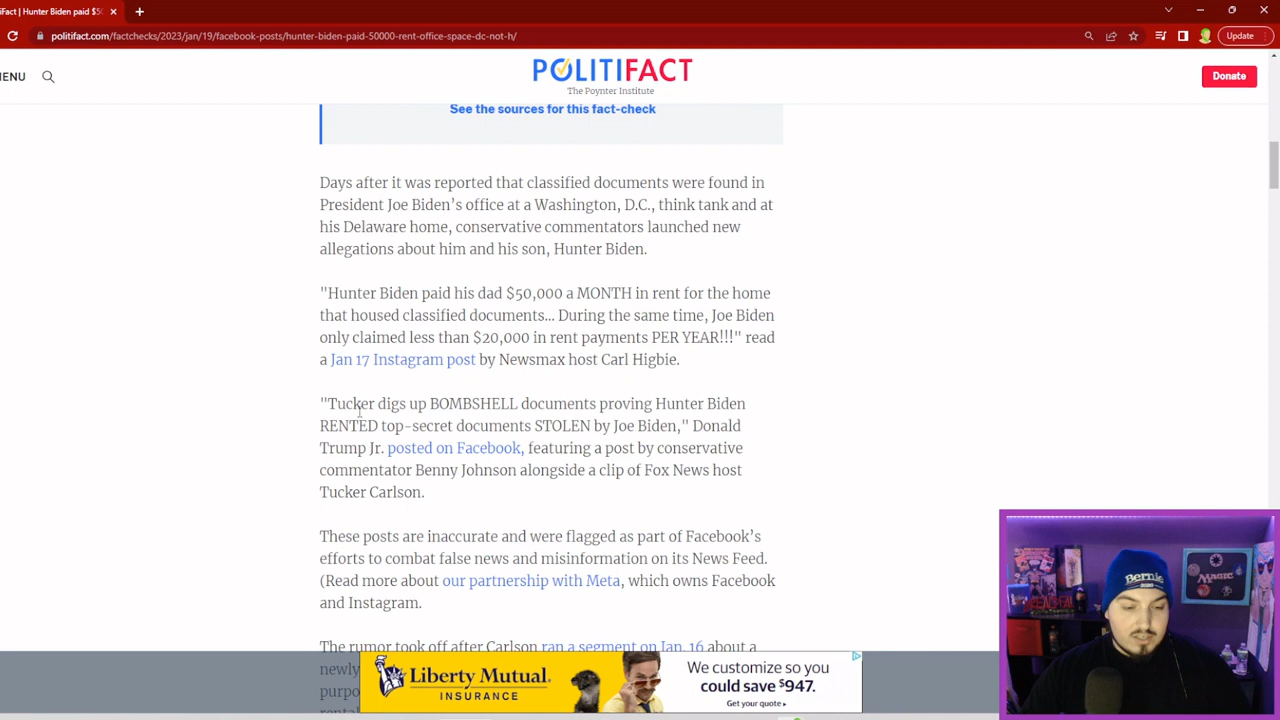 iFact | Hunter Biden paid $50
politifact.com/factchecks/2023/jan/19/facebook-posts/hunter-biden-paid-50000-rent-office-space-dc-not-h/
Update
ENU
POLITIFACT
The Poynter Institute
Donate
See the sources for this fact-check
Days after it was reported that classified documents were found in
President Joe Biden’s office at a Washington, D.C., think tank and at
his Delaware home, conservative commentators launched new
allegations about him and his son, Hunter Biden.
"Hunter Biden paid his dad $50,000 a MONTH in rent for the home
that housed classified documents... During the same time, Joe Biden
only claimed less than $20,000 in rent payments PER YEAR!!!" read
a Jan 17 Instagram post by Newsmax host Carl Higbie.
"Tucker digs up BOMBSHELL documents proving Hunter Biden
RENTED top-secret documents STOLEN by Joe Biden," Donald
Trump Jr. posted on Facebook, featuring a post by conservative
commentator Benny Johnson alongside a clip of Fox News host
Tucker Carlson.
These posts are inaccurate and were flagged as part of Facebook’s
efforts to combat false news and misinformation on its News Feed.
(Read more about our partnership with Meta, which owns Facebook
and Instagram.
The rumor took off after Carlson ran a segment on Jan. 16 about a
newly
purpo
Liberty Mutual.
INSURANCE
We customize so you
could save $947.
Get your quote
Bernie
Magic